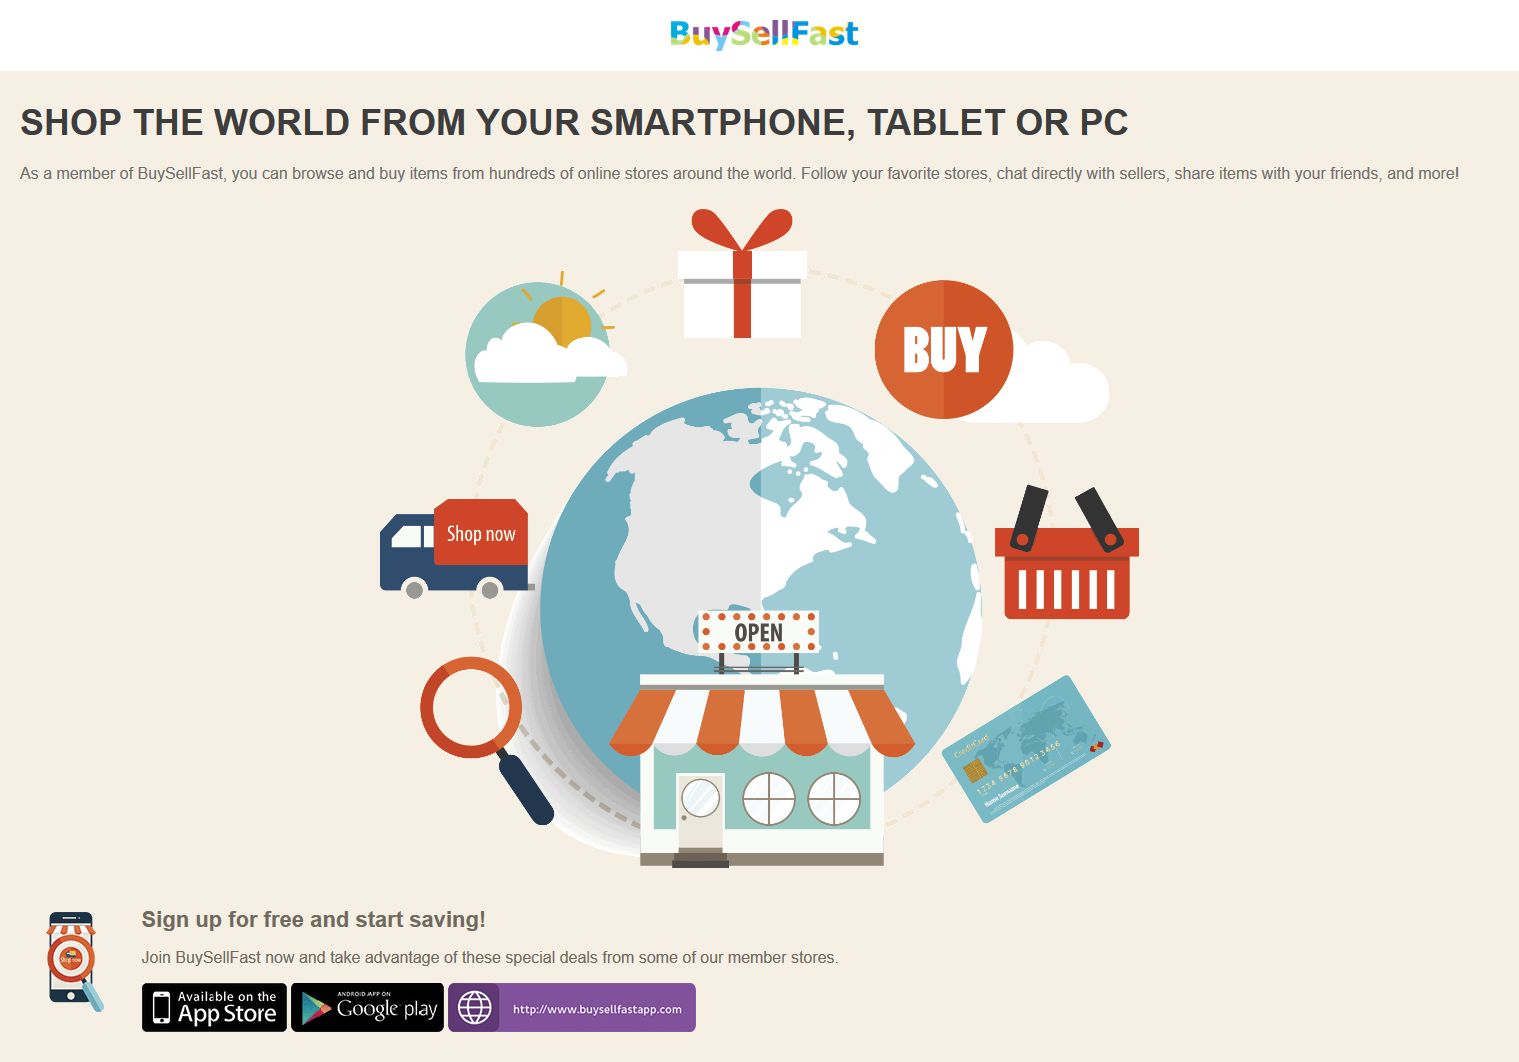 BuySellFast
SHOP THE WORLD FROM YOUR SMARTPHONE, TABLET OR PC
As a member of BuySellFast, you can browse and buy items from hundreds of online stores around the world. Follow your favorite stores, chat directly with sellers, share items with your friends, and more!
BUY
Shop now
OPEN
CreditCard
1234 5678 90123456
Name Surname
Sign up for free and start saving!
Join BuySellFast now and take advantage of these special deals from some of our member stores.
Shop now
Available on the
App Store
ANDROID APP ON
Google play
http://www.buysellfastapp.com